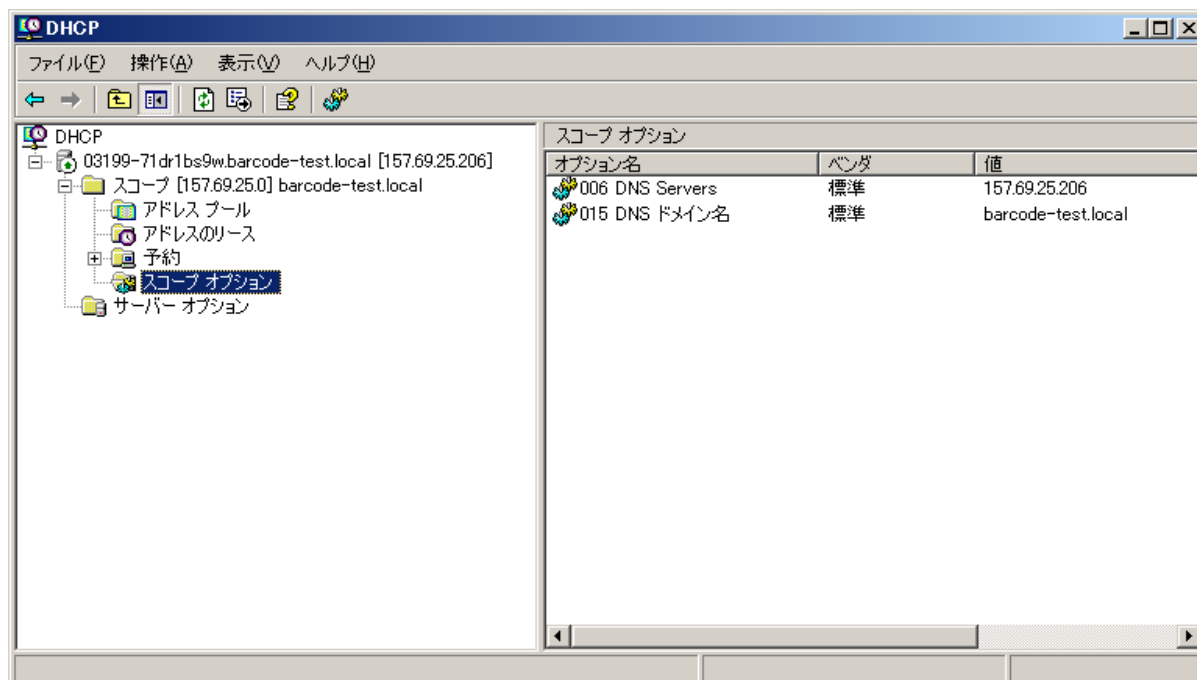 DHCP
ファイル(F) 操作(A) 表示(V) ヘルプ(H)
DHCP
03199-71dr1bs9w.barcode-test.local [157.69.25.206]
スコープ [157.69.25.0] barcode-test.local
アドレス プール
アドレスのリース
予約
スコープ オプション
サーバー オプション
スコープ オプション
オプション名 ベンダ 値
006 DNS Servers 標準 157.69.25.206
015 DNS ドメイン名 標準 barcode-test.local